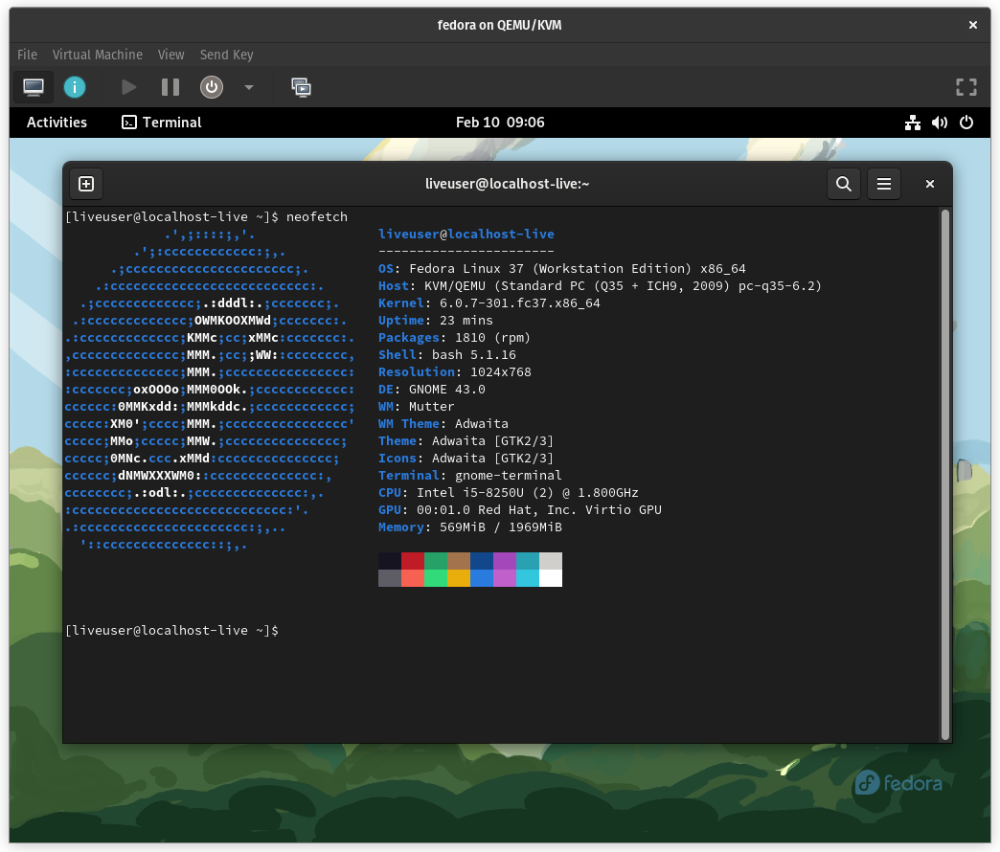 fedora on QEMU/KVM
File Virtual Machine View Send Key
Activities Terminal Feb 10 09:06
liveuser@localhost-live:~
[liveuser@localhost-live ~]$ neofetch
.',;::::;,'. liveuser@localhost-live
.';:cccccccccccc:;,. -----------------------
.;cccccccccccccccccccccc;. OS: Fedora Linux 37 (Workstation Edition) x86_64
.:cccccccccccccccccccccccccc:. Host: KVM/QEMU (Standard PC (Q35 + ICH9, 2009) pc-q35-6.2)
.;ccccccccccccc;.:dddl:.;ccccccc;. Kernel: 6.0.7-301.fc37.x86_64
.:ccccccccccccc;OWMKOOXMWd;ccccccc:. Uptime: 23 mins
.:ccccccccccccc;KMMc;cc;xMMc:ccccccc:. Packages: 1810 (rpm)
,cccccccccccccc;MMM.;cc;;WW::cccccccc, Shell: bash 5.1.16
:cccccccccccccc;MMM.;cccccccccccccccc: Resolution: 1024x768
:ccccccc;oxOOOo;MMM0OOk.;cccccccccccc: DE: GNOME 43.0
cccccc:0MMKxdd:;MMMkddc.;cccccccccccc; WM: Mutter
ccccc:XM0';cccc;MMM.;cccccccccccccccc' WM Theme: Adwaita
ccccc;MMo;ccccc;MMW.;ccccccccccccccc; Theme: Adwaita [GTK2/3]
ccccc;0MNc.ccc.xMMd:ccccccccccccccc; Icons: Adwaita [GTK2/3]
cccccc;dNMWXXXWM0::cccccccccccccc:, Terminal: gnome-terminal
cccccccc;.:odl:.;cccccccccccccc:,. CPU: Intel i5-8250U (2) @ 1.800GHz
:cccccccccccccccccccccccccccc:'. GPU: 00:01.0 Red Hat, Inc. Virtio GPU
.:cccccccccccccccccccccc:;,.. Memory: 569MiB / 1969MiB
'::cccccccccccccc::;,.
[liveuser@localhost-live ~]$
fedora